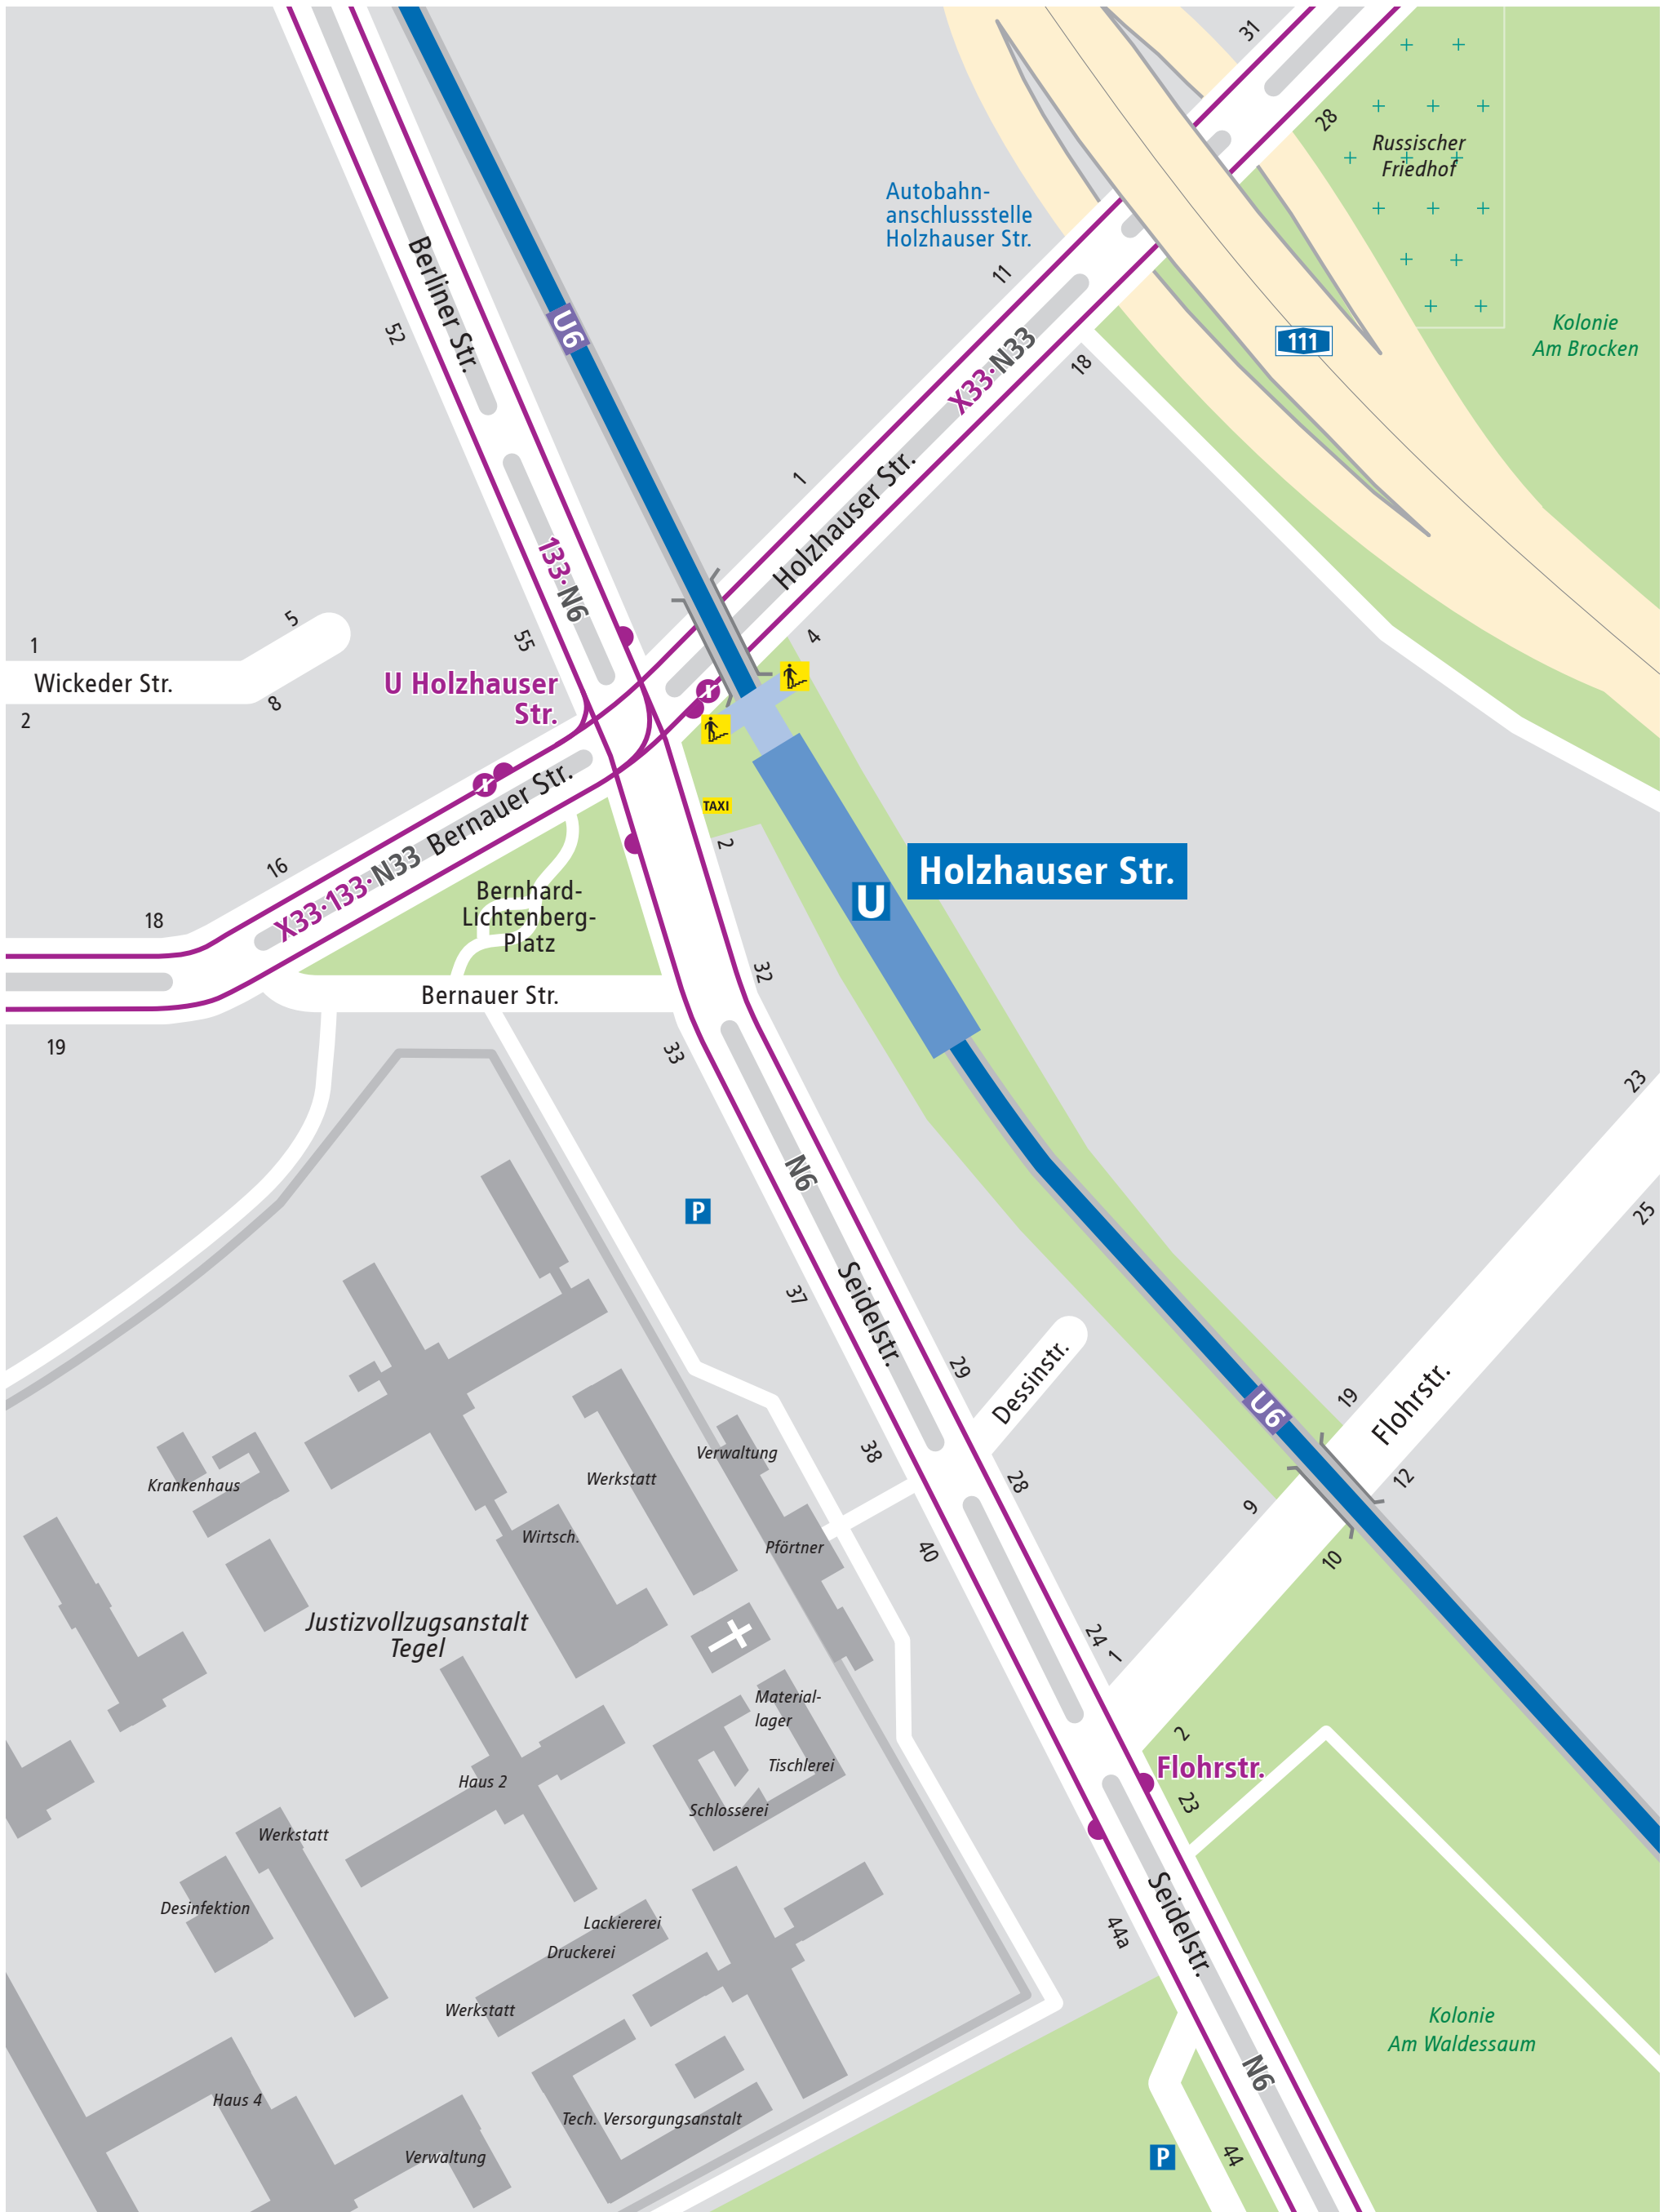 31
28
Russischer
Friedhof
Autobahn-
anschlussstelle
Holzhauser Str.
11
Berliner Str.
52
U6
111
Kolonie
Am Brocken
X33·N33
18
1
Holzhauser Str.
133·N6
5
1
55
4
Wickeder Str.
8
2
U Holzhauser
Str.
r
r
TAXI
2
Bernauer Str.
16
X33·133·N33
Holzhauser Str.
U
Bernhard-
Lichtenberg-
Platz
18
32
Bernauer Str.
19
33
23
N6
P
25
37
Seidelstr.
29
Dessinstr.
U6
19
Flohrstr.
38
Verwaltung
Werkstatt
Krankenhaus
28
12
9
Wirtsch.
Pförtner
40
10
Justizvollzugsanstalt
Tegel
24
1
Material-
lager
2
Tischlerei
Flohrstr.
Haus 2
Schlosserei
23
Werkstatt
Desinfektion
Lackiererei
Druckerei
44a
Seidelstr.
Werkstatt
Kolonie
Am Waldessaum
N6
Haus 4
Tech. Versorgungsanstalt
Verwaltung
P
44